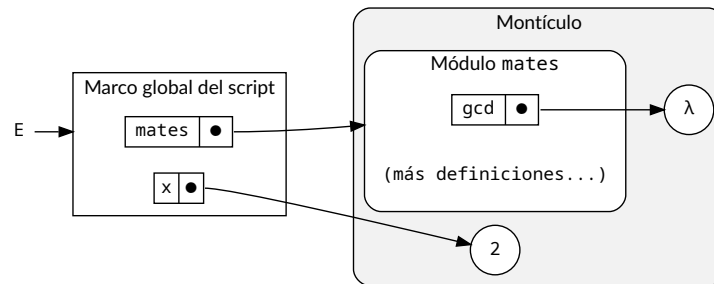 Montículo
Marco global del script
Módulo mates
E
mates
gcd
λ
x
(más definiciones...)
2